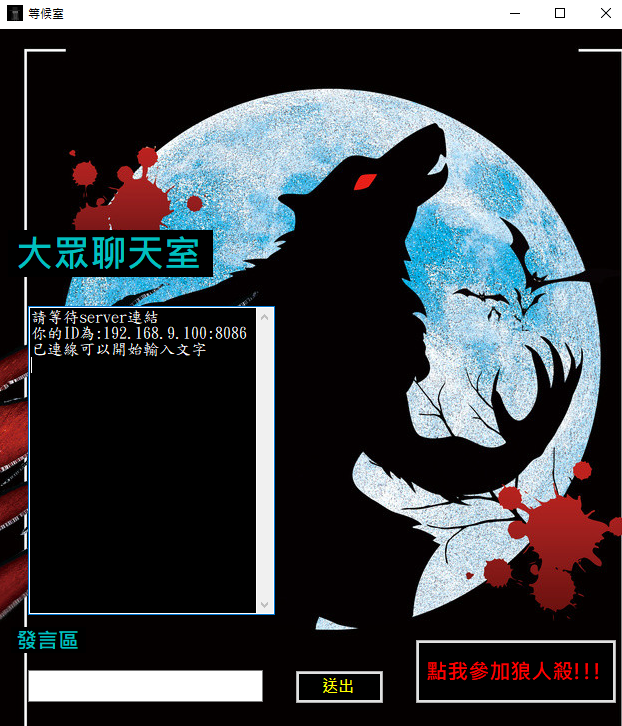 等候室
大眾聊天室
請等待server連結
你的ID為:192.168.9.100:8086
已連線可以開始輸入文字
發言區
送出
點我參加狼人殺!!!